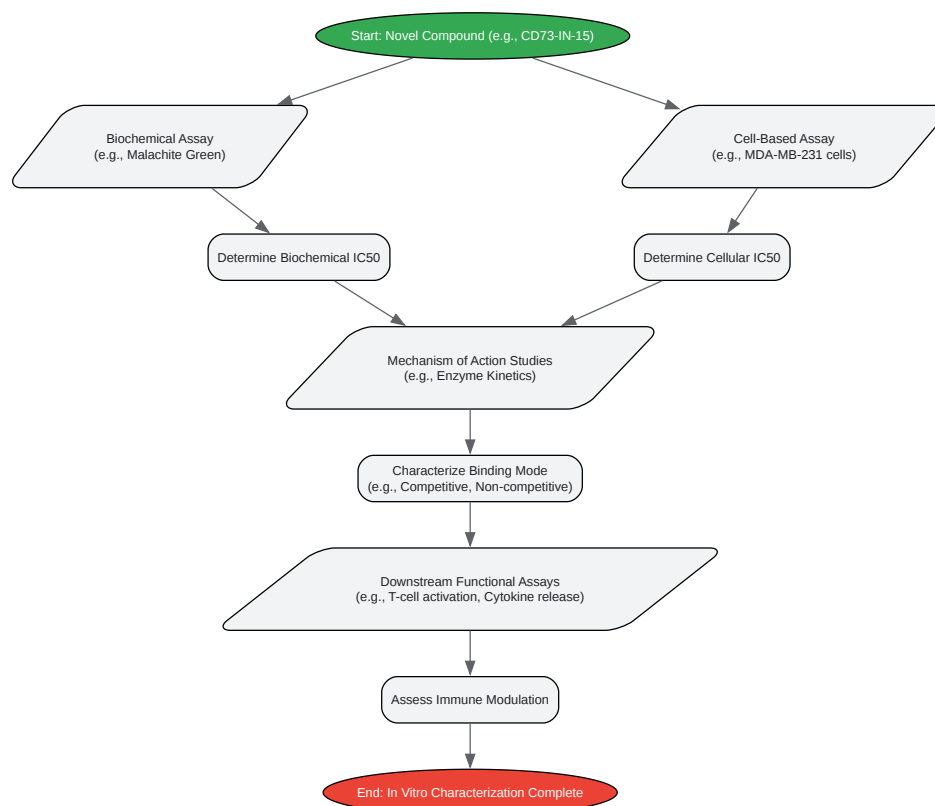 Start: Novel Compound (e.g., CD73-IN-15)
Biochemical Assay
(e.g., Malachite Green)
Cell-Based Assay
(e.g., MDA-MB-231 cells)
Determine Biochemical IC50
Determine Cellular IC50
Mechanism of Action Studies
(e.g., Enzyme Kinetics)
Characterize Binding Mode
(e.g., Competitive, Non-competitive)
Downstream Functional Assays
(e.g., T-cell activation, Cytokine release)
Assess Immune Modulation
End: In Vitro Characterization Complete